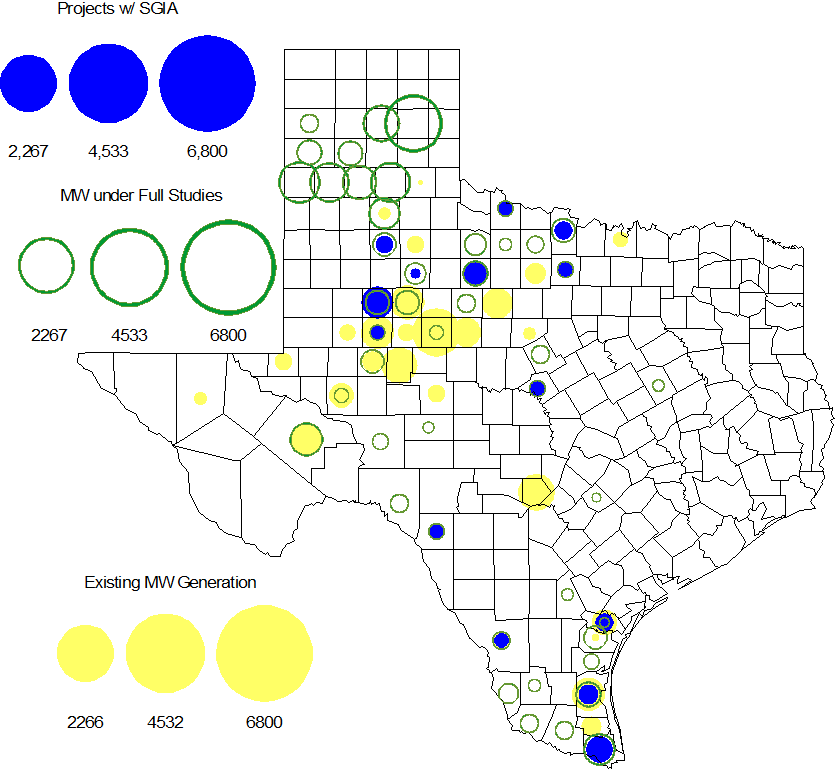 Projects w/ SGIA
2,267 4,533 6,800
MW under Full Studies
2267 4533 6800
Existing MW Generation
2266 4532 6800